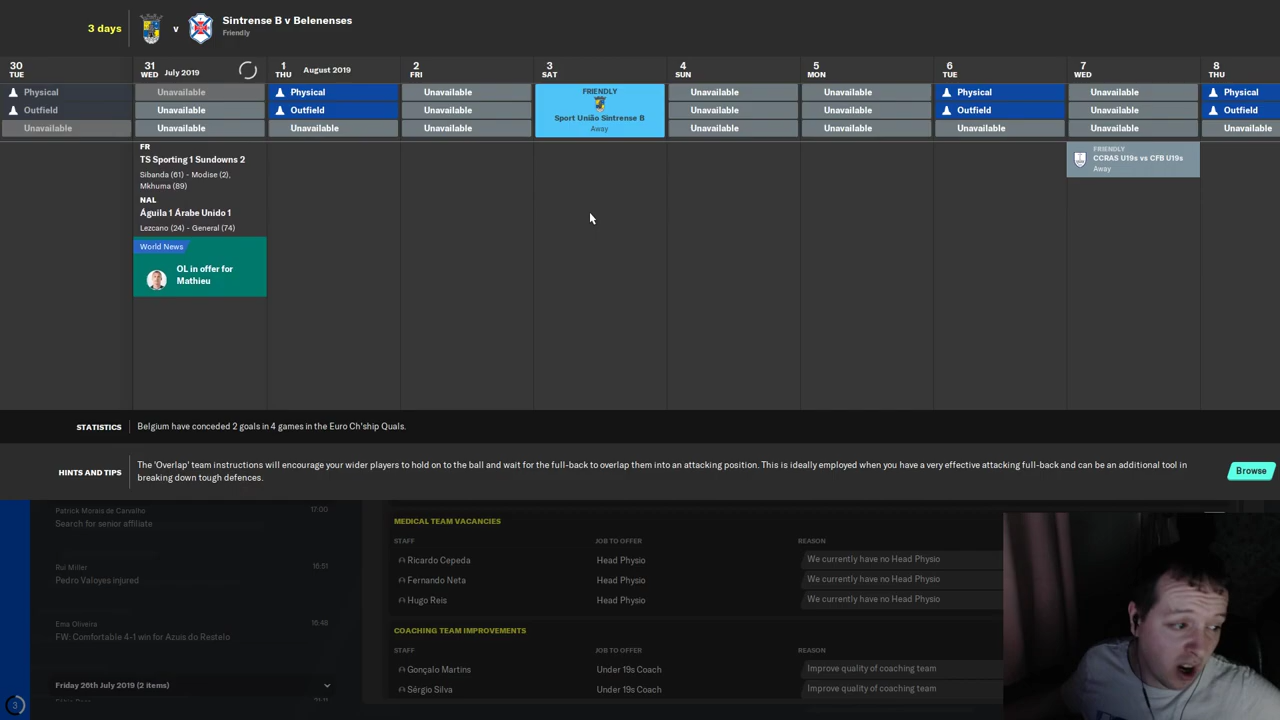 3 days
v
Sintrense B v Belenenses
Friendly
30
TUE
31
WED July 2019
1
THU August 2019
2
FRI
3
SAT
4
SUN
5
MON
6
TUE
7
WED
8
THU
Physical
Outfield
Unavailable
Unavailable
Unavailable
Unavailable
Physical
Outfield
Unavailable
Unavailable
Unavailable
Unavailable
FRIENDLY
Sport União Sintrense B
Away
Unavailable
Unavailable
Unavailable
Unavailable
Unavailable
Unavailable
Physical
Outfield
Unavailable
Unavailable
Unavailable
Unavailable
Physical
Outfield
Unavailable
FR
TS Sporting 1 Sundowns 2
Sibanda (61) - Modise (2),
Mkhuma (89)
NAL
Águila 1 Árabe Unido 1
Lezcano (24) - General (74)
World News
OL in offer for
Mathieu
FRIENDLY
CCRAS U19s vs CFB U19s
Away
STATISTICS
Belgium have conceded 2 goals in 4 games in the Euro Ch'ship Quals.
HINTS AND TIPS
The 'Overlap' team instructions will encourage your wider players to hold on to the ball and wait for the full-back to overlap them into an attacking position. This is ideally employed when you have a very effective attacking full-back and can be an additional tool in
breaking down tough defences.
Browse
Patrick Morais de Carvalho 17:00
Search for senior affiliate
Rui Miller 16:51
Pedro Valoyes injured
Ema Oliveira 16:48
FW: Comfortable 4-1 win for Azuis do Restelo
Friday 26th July 2019 (2 items)
MEDICAL TEAM VACANCIES
STAFF JOB TO OFFER REASON
Ricardo Cepeda Head Physio We currently have no Head Physio
Fernando Neta Head Physio We currently have no Head Physio
Hugo Reis Head Physio We currently have no Head Physio
COACHING TEAM IMPROVEMENTS
STAFF JOB TO OFFER REASON
Gonçalo Martins Under 19s Coach Improve quality of coaching team
Sérgio Silva Under 19s Coach Improve quality of coaching team
3